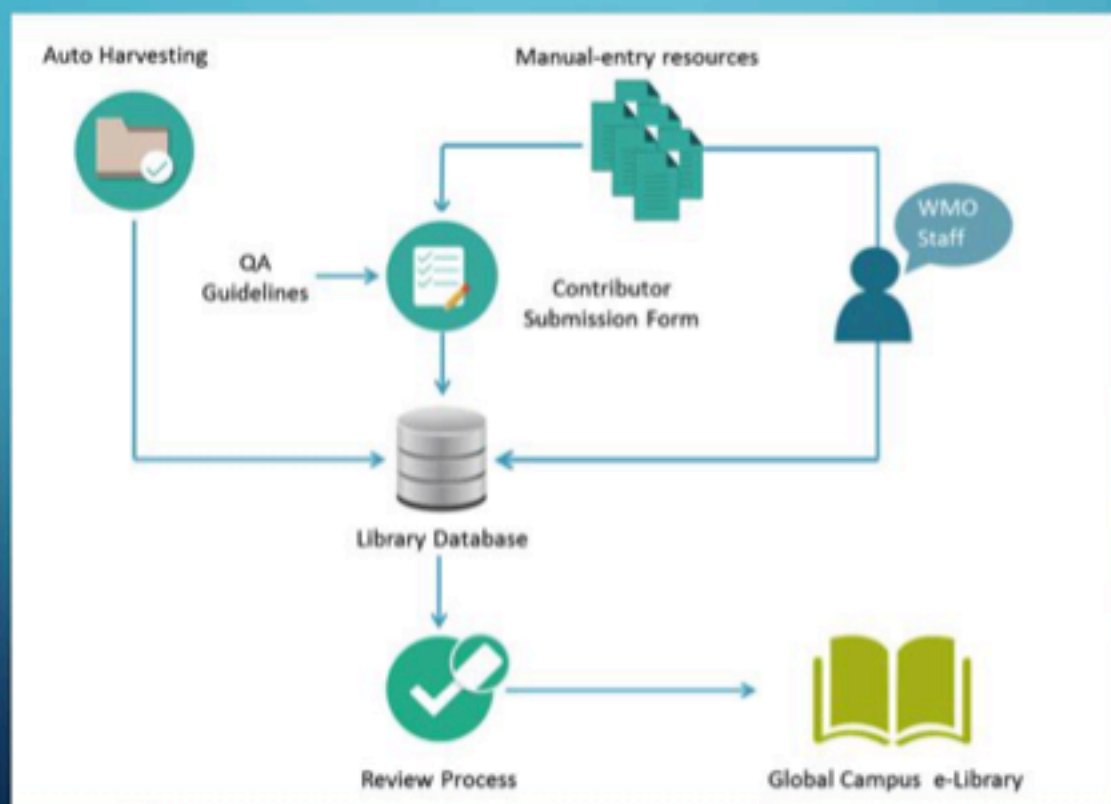 Auto Harvesting
Manual-entry resources
WMO
Staff
QA
Guidelines
Contributor
Submission Form
Library Database
Review Process
Global Campus e-Library